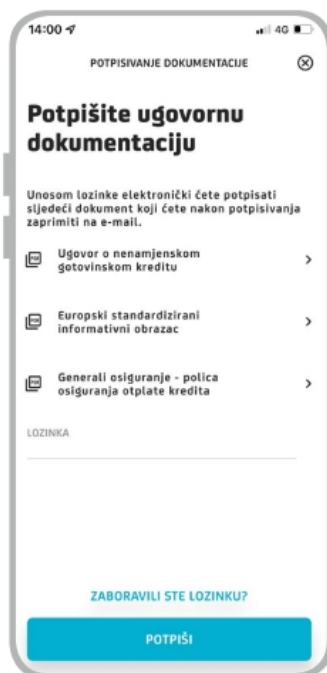 14:00
4G
POTPISIVANJE DOKUMENTACIJE
Potpišite ugovornu
dokumentaciju
Unosom lozinke elektronički ćete potpisati
sljedeći dokument koji ćete nakon potpisivanja
zaprimiti na e-mail.
Ugovor o nenamjenskom
gotovinskom kreditu
Europski standardizirani
informativni obrazac
Generali osiguranje - polica
osiguranja otplate kredita
LOZINKA
ZABORAVILI STE LOZINKU?
POTPIŠI